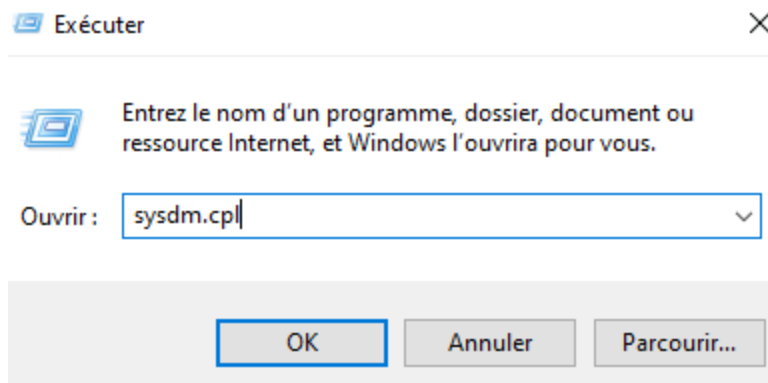 Exécuter
Entrez le nom d'un programme, dossier, document ou
ressource Internet, et Windows l'ouvrira pour vous.
Ouvrir : sysdm.cpl
OK Annuler Parcourir...